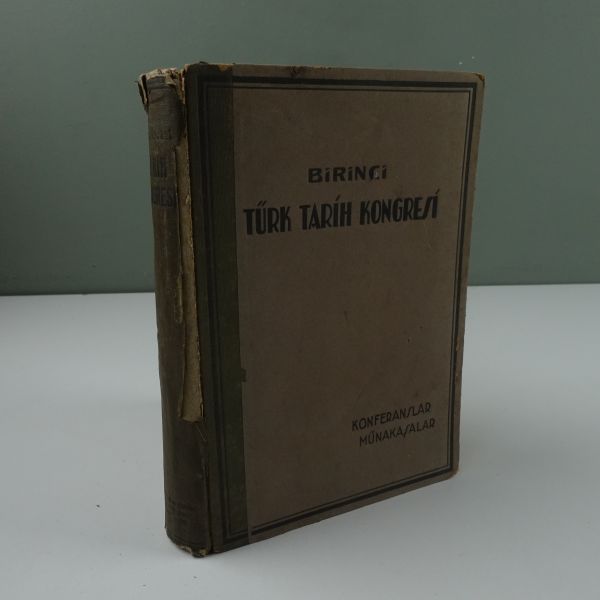 BİRİNCİ
TÜRK TARİH KONGRESİ
KONFERANSLAR
MÜNAKAŞALAR